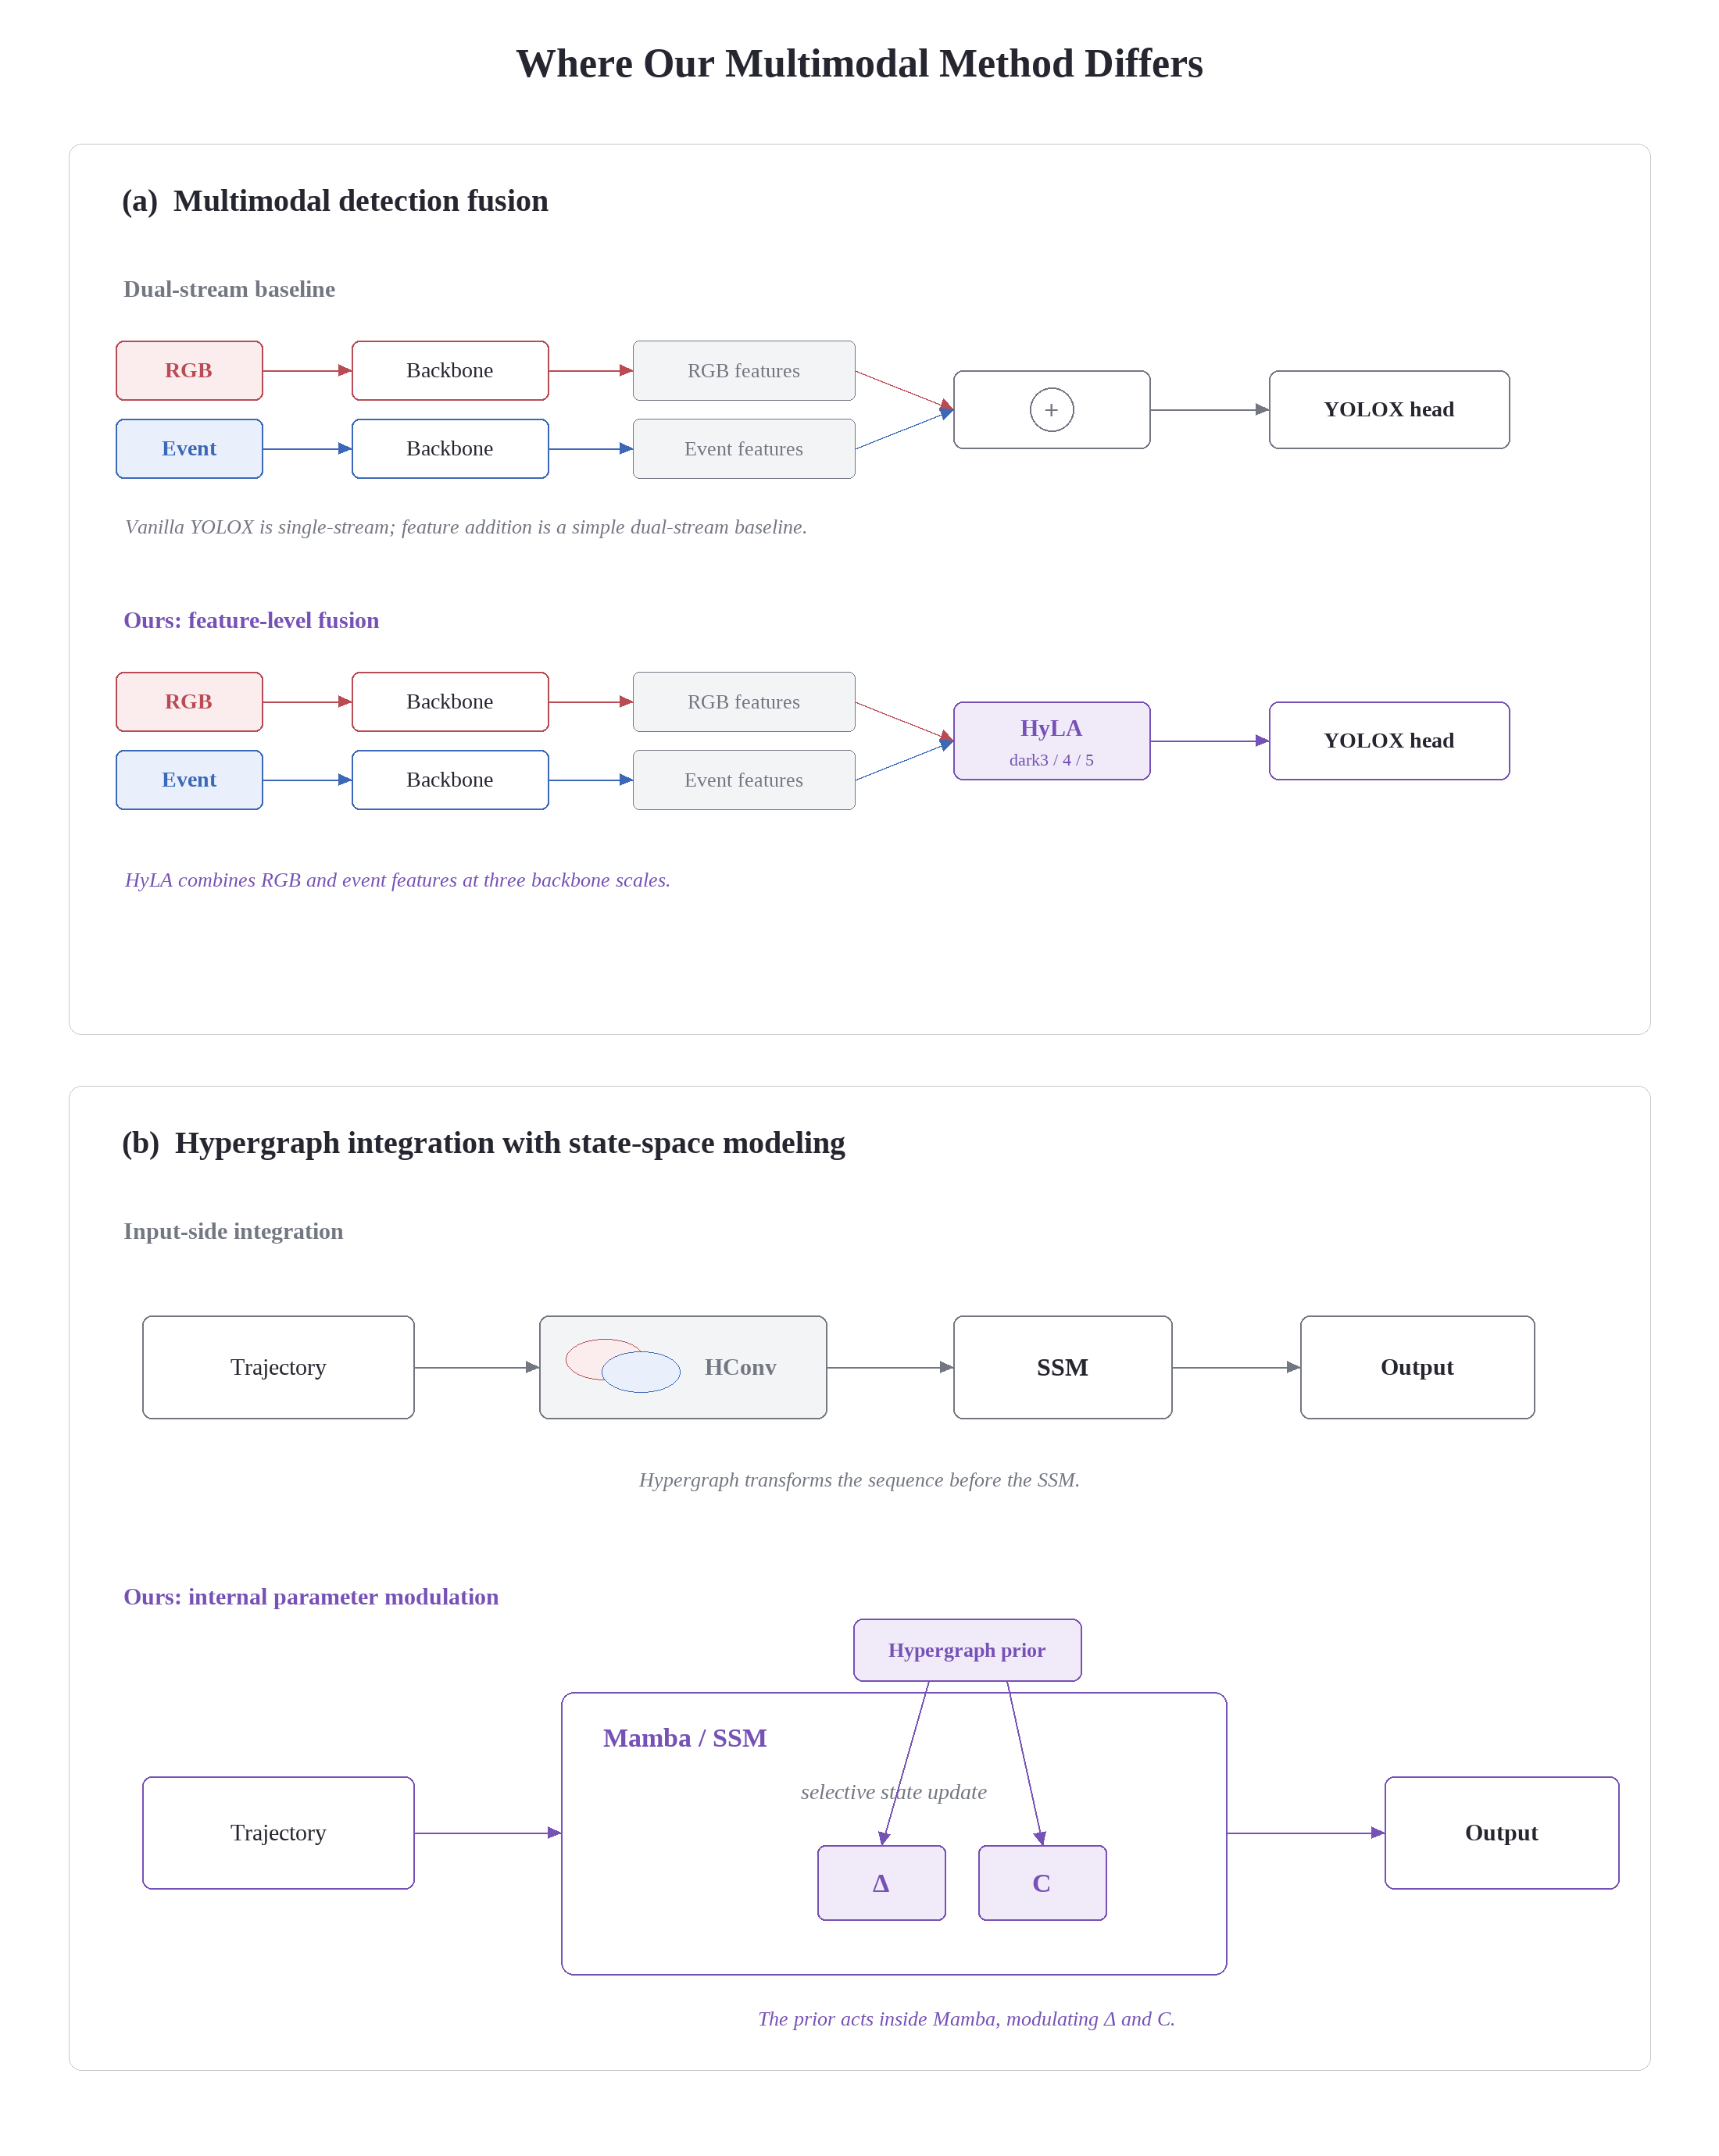 Where Our Multimodal Method Differs
(a) Multimodal detection fusion
Dual-stream baseline
RGB
Backbone
RGB features
Event
Backbone
Event features
+
YOLOX head
Vanilla YOLOX is single-stream; feature addition is a simple dual-stream baseline.
Ours: feature-level fusion
RGB
Backbone
RGB features
Event
Backbone
Event features
HyLA
dark3 / 4 / 5
YOLOX head
HyLA combines RGB and event features at three backbone scales.
(b) Hypergraph integration with state-space modeling
Input-side integration
Trajectory
HConv
SSM
Output
Hypergraph transforms the sequence before the SSM.
Ours: internal parameter modulation
Hypergraph prior
Mamba / SSM
selective state update
Trajectory
Δ
C
Output
The prior acts inside Mamba, modulating Δ and C.